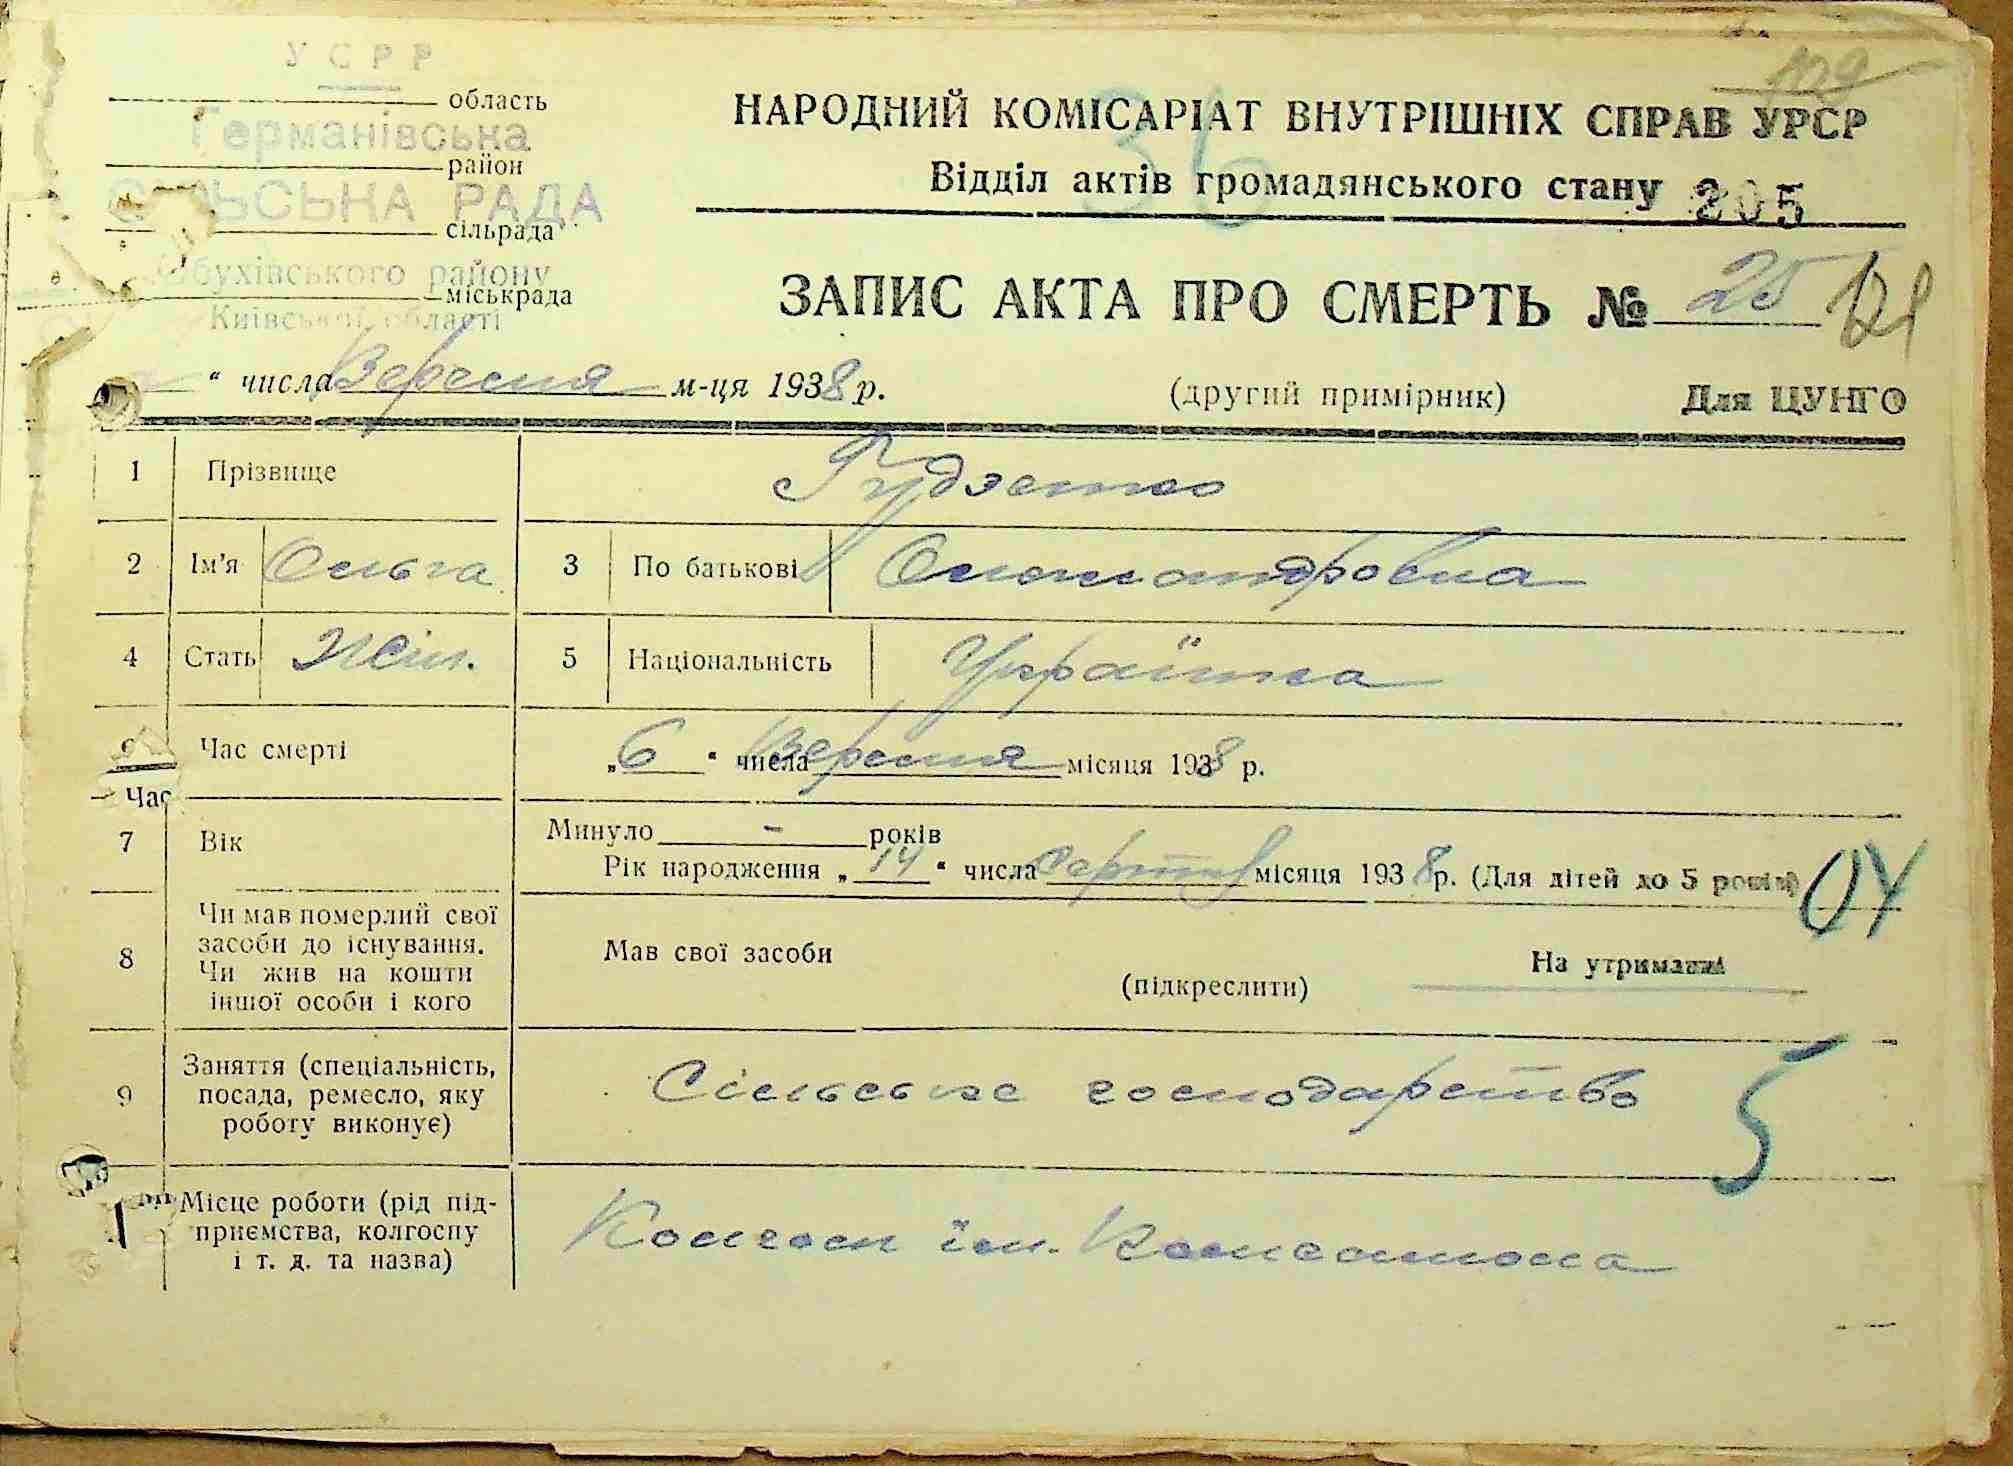 УСРР
область
Германівська
район
СІЛЬСЬКА РАДА
сільрада
Обухівського району
міськрада
Київської області
НАРОДНИЙ КОМІСАРІАТ ВНУТРІШНІХ СПРАВ УРСР
Відділ актів громадянського стану 205
36
ЗАПИС АКТА ПРО СМЕРТЬ № 25
“ числа Вересня м-ця 1938 р.
(другий примірник) Для ЦУНГО
1 Прізвище Гудзенко
2 Ім'я Ольга 3 По батькові Олександровна
4 Стать Жін. 5 Національність Українка
Час смерті „6“ числа Вересня місяця 1938 р.
Час
7 Вік Минуло - років
Рік народження „14“ числа Серпня місяця 1938 р. (Для дітей до 5 років)
04
8 Чи мав померлий свої
засоби до існування.
Чи жив на кошти
іншої особи і кого
Мав свої засоби (підкреслити) На утриманні
9 Заняття (спеціальність,
посада, ремесло, яку
роботу виконує)
Сільське господарство
5
Місце роботи (рід під-
приємства, колгоспу
і т. д. та назва)
Колгосп ім.